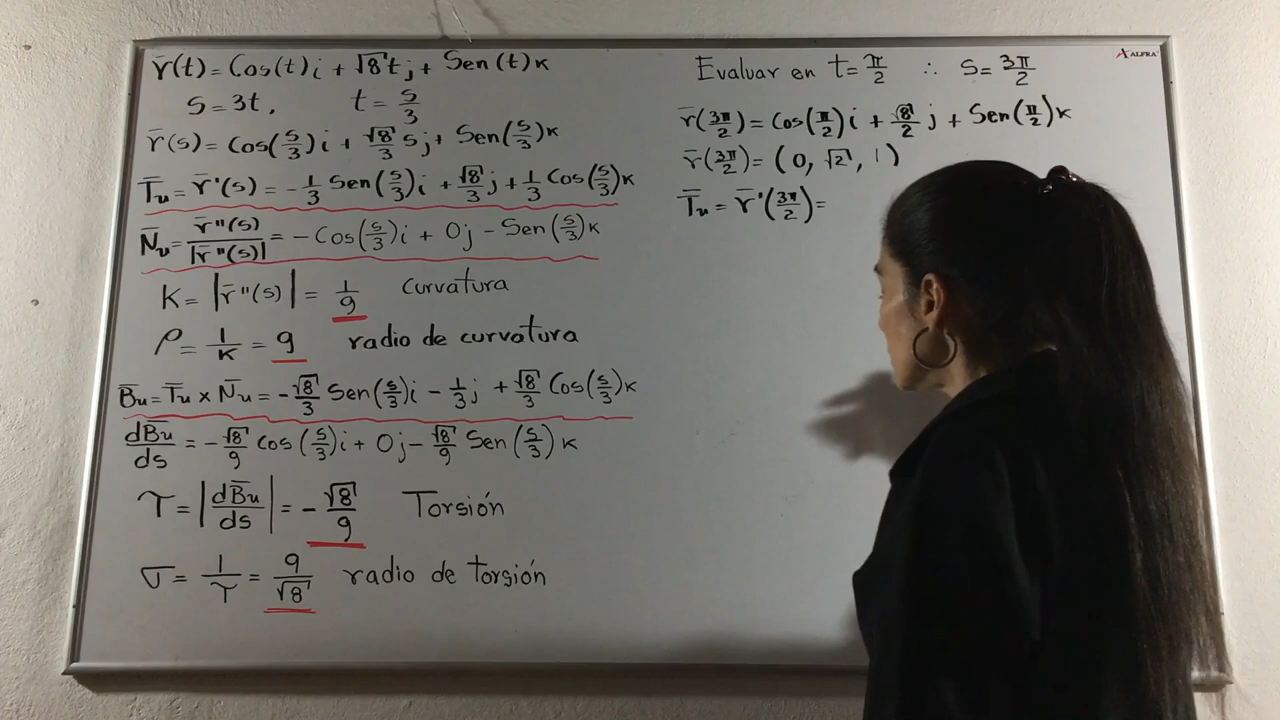 r̄(t) = Cos(t)i + √8 t j + Sen(t)k
S = 3t, t = s/3
r̄(s) = Cos(s/3)i + √8/3 s j + Sen(s/3)k
T̄u = r̄'(s) = -1/3 Sen(s/3)i + √8/3 j + 1/3 Cos(s/3)k
N̄u = r̄''(s)/|r̄''(s)| = -Cos(s/3)i + 0j - Sen(s/3)k
K = |r̄''(s)| = 1/9 Curvatura
ρ = 1/K = 9 radio de curvatura
B̄u = T̄u x N̄u = -√8/3 Sen(s/3)i - 1/3 j + √8/3 Cos(s/3)k
dB̄u/ds = -√8/9 Cos(s/3)i + 0j - √8/9 Sen(s/3)k
τ = |dB̄u/ds| = -√8/9 Torsión
σ = 1/τ = 9/√8 radio de torsión
ALFRA
Evaluar en t = π/2 ∴ S = 3π/2
r̄(3π/2) = Cos(π/2)i + √8/2 j + Sen(π/2)k
r̄(3π/2) = (0, √2, 1)
T̄u = r̄'(3π/2) =